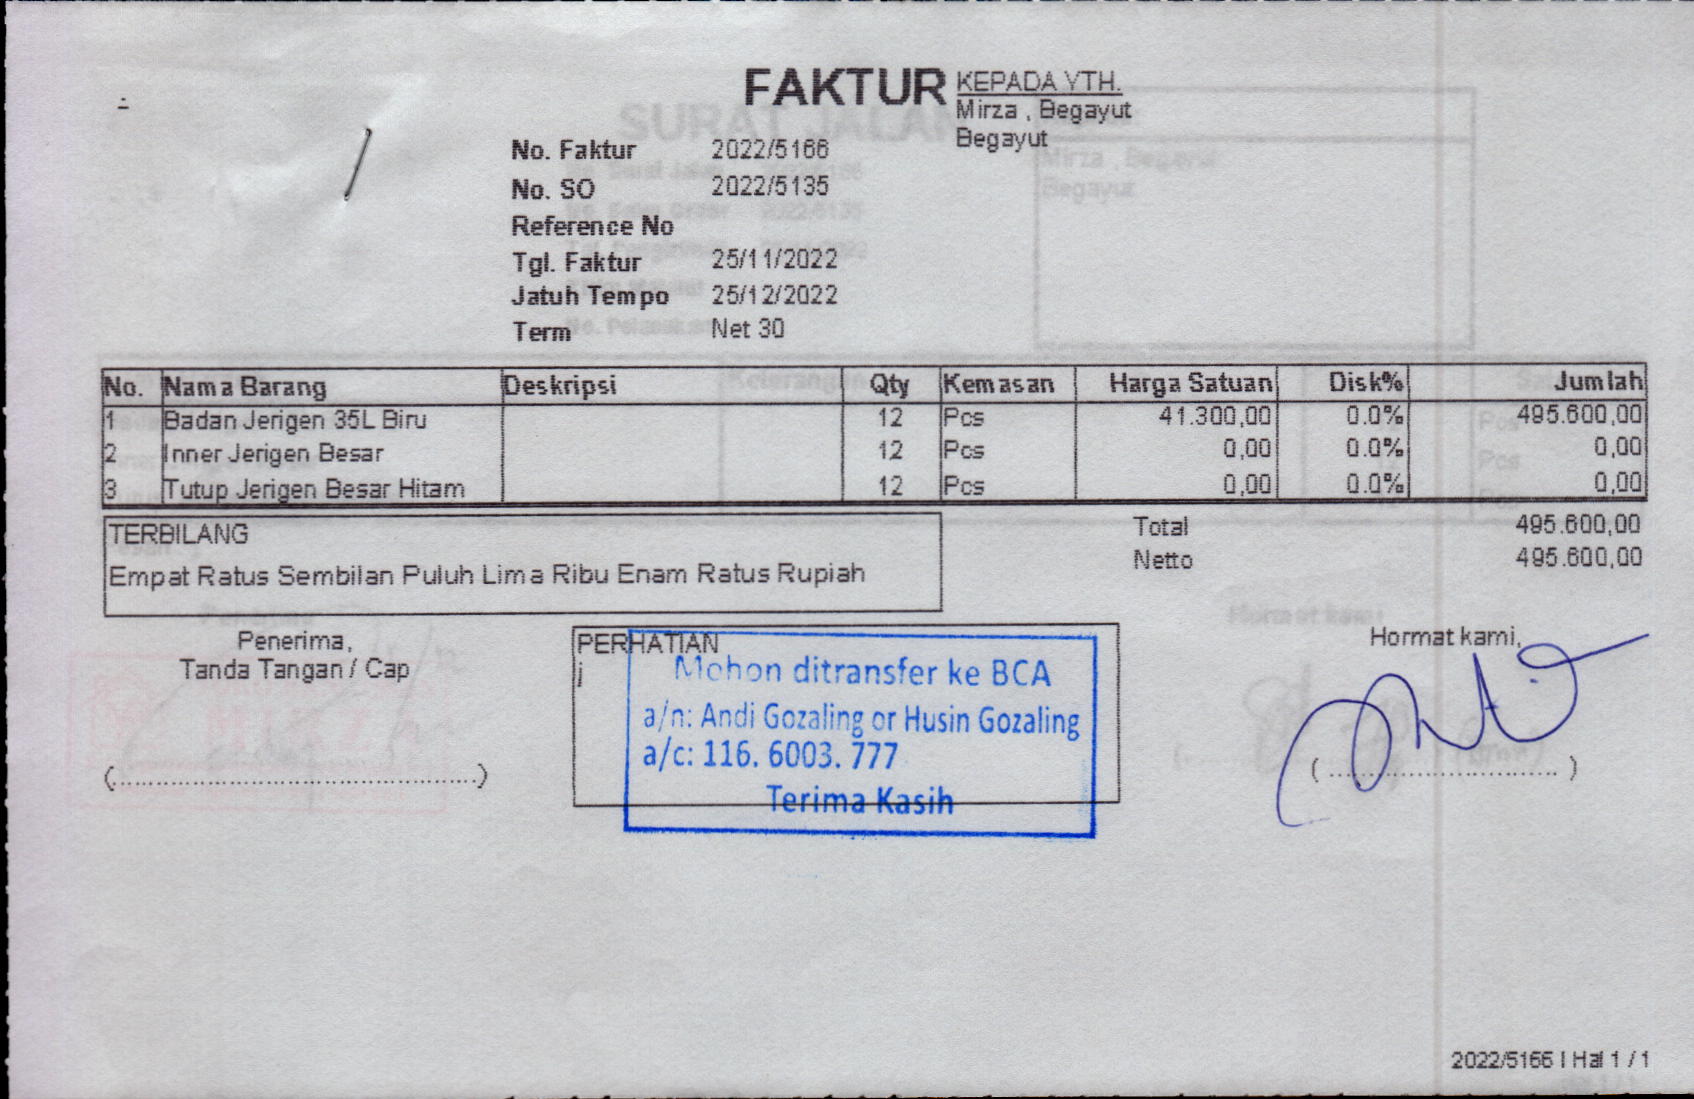 FAKTUR
KEPADA YTH.
Mirza , Begayut
Begayut
No. Faktur 2022/5166
No. SO 2022/5135
Reference No
Tgl. Faktur 25/11/2022
Jatuh Tempo 25/12/2022
Term Net 30
No. Nama Barang Deskripsi Qty Kemasan Harga Satuan Disk% Jumlah
1 Badan Jerigen 35L Biru 12 Pcs 41.300,00 0.0% 495.600,00
2 Inner Jerigen Besar 12 Pcs 0,00 0.0% 0,00
3 Tutup Jerigen Besar Hitam 12 Pcs 0,00 0.0% 0,00
TERBILANG
Empat Ratus Sembilan Puluh Lima Ribu Enam Ratus Rupiah
Total 495.600,00
Netto 495.600,00
Penerima,
Tanda Tangan / Cap
(...............................................)
PERHATIAN
j
Mohon ditransfer ke BCA
a/n: Andi Gozaling or Husin Gozaling
a/c: 116. 6003. 777
Terima Kasih
Hormat kami,
( ............................. )
2022/5166 | Hal 1 / 1
SURAT JALAN
Mirza , Begayut
Begayut